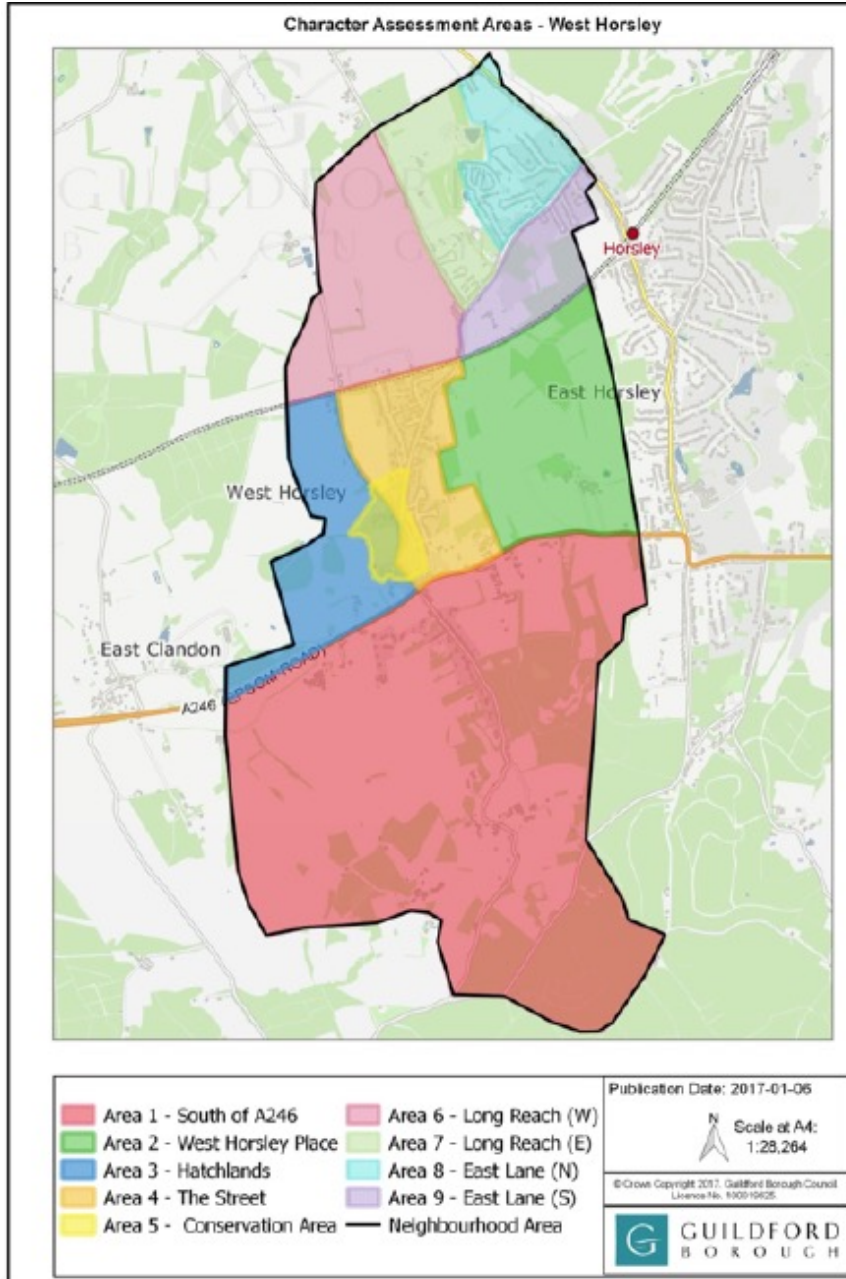 Character Assessment Areas - West Horsley
GUILDFORD
Horsley
East Horsley
West Horsley
East Clandon
A246
EPSOM ROAD
Area 1 - South of A246
Area 2 - West Horsley Place
Area 3 - Hatchlands
Area 4 - The Street
Area 5 - Conservation Area
Area 6 - Long Reach (W)
Area 7 - Long Reach (E)
Area 8 - East Lane (N)
Area 9 - East Lane (S)
Neighbourhood Area
Publication Date: 2017-01-06
N
Scale at A4:
1:28,264
© Crown Copyright 2017. Guildford Borough Council
Licence No.
G
GUILDFORD
BOROUGH